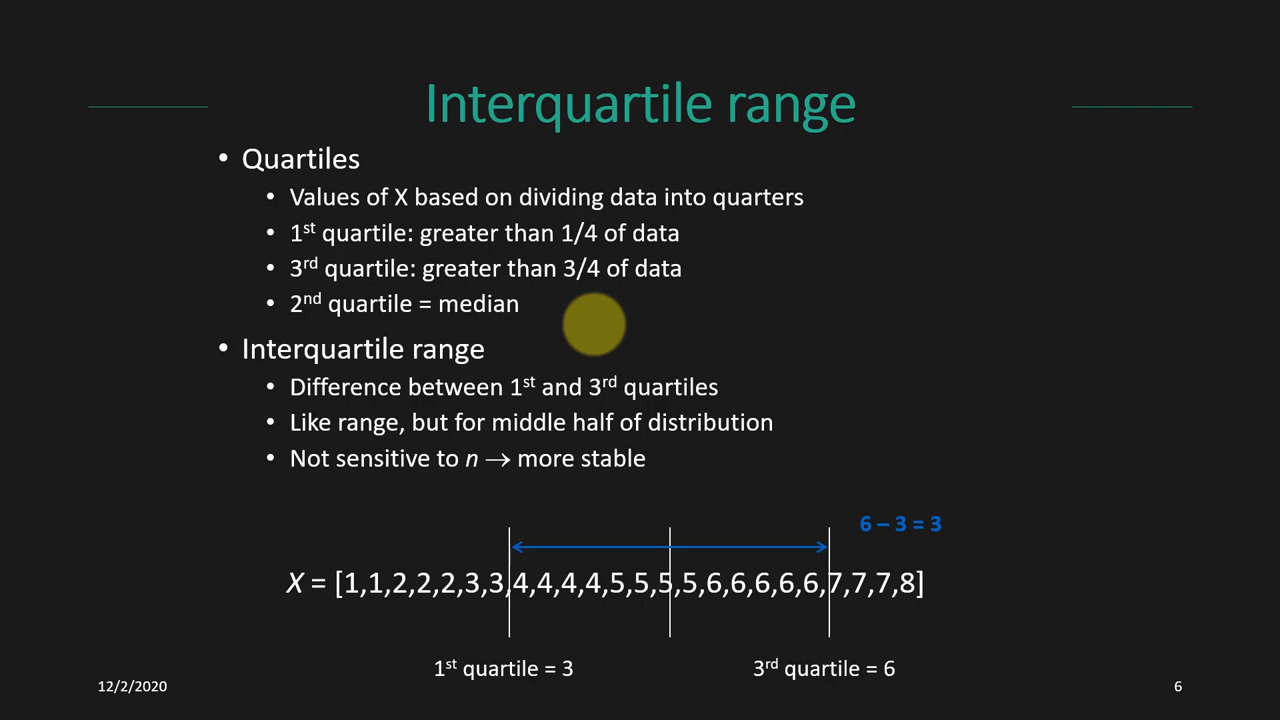 Interquartile range
• Quartiles
• Values of X based on dividing data into quarters
• 1st quartile: greater than 1/4 of data
• 3rd quartile: greater than 3/4 of data
• 2nd quartile = median
• Interquartile range
• Difference between 1st and 3rd quartiles
• Like range, but for middle half of distribution
• Not sensitive to n → more stable
6 – 3 = 3
X = [1,1,2,2,2,3,3,4,4,4,4,5,5,5,5,6,6,6,6,6,7,7,7,8]
1st quartile = 3
3rd quartile = 6
12/2/2020
6